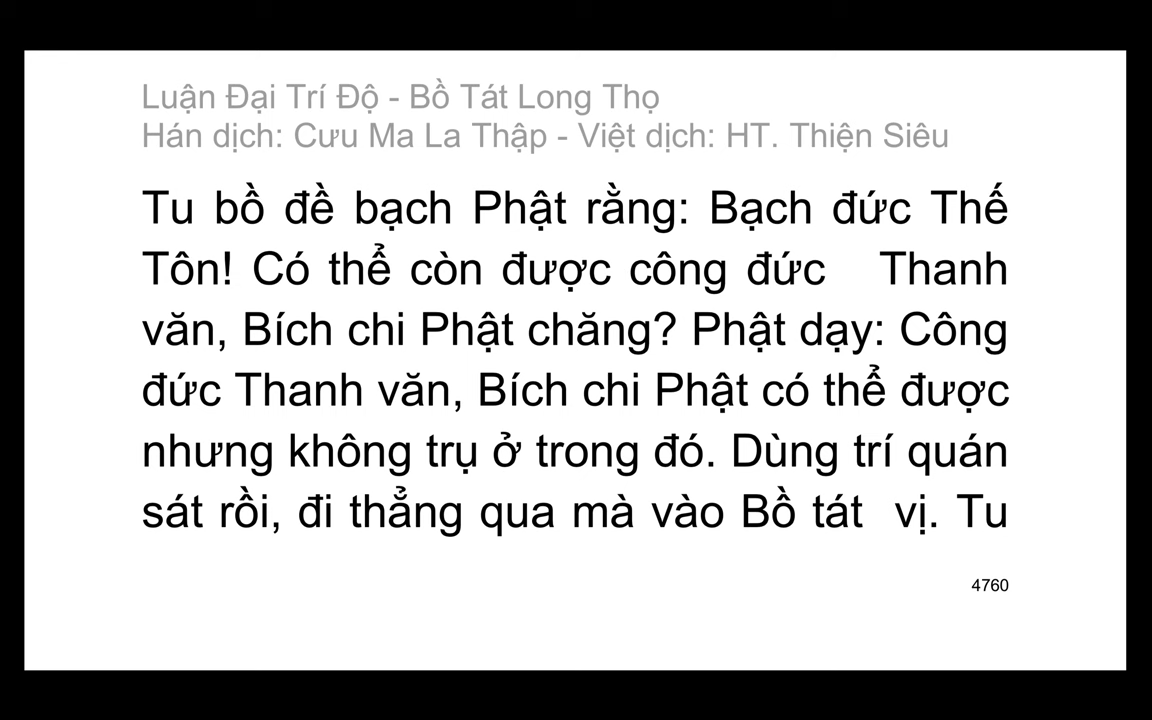 Luận Đại Trí Độ - Bồ Tát Long Thọ
Hán dịch: Cưu Ma La Thập - Việt dịch: HT. Thiện Siêu
Tu bồ đề bạch Phật rằng: Bạch đức Thế
Tôn! Có thể còn được công đức Thanh
văn, Bích chi Phật chăng? Phật dạy: Công
đức Thanh văn, Bích chi Phật có thể được
nhưng không trụ ở trong đó. Dùng trí quán
sát rồi, đi thẳng qua mà vào Bồ tát vị. Tu
4760